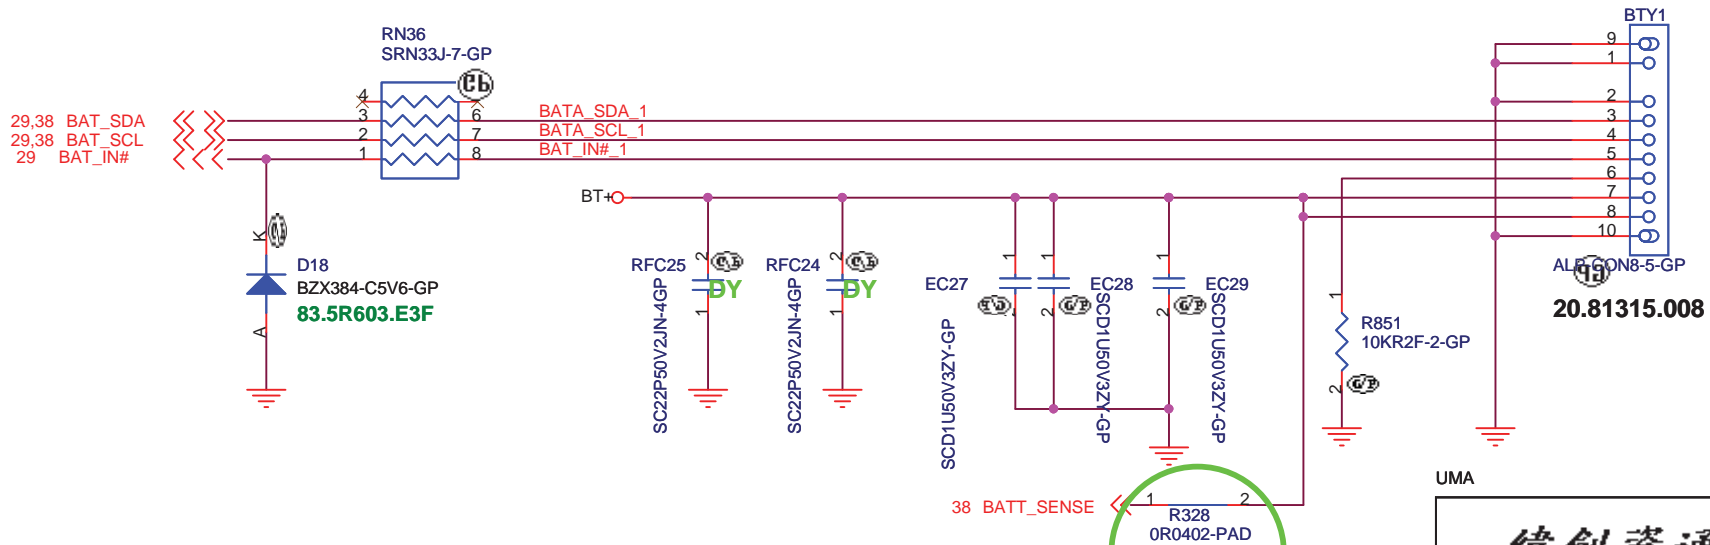 BTY1
RN36
SRN33J-7-GP
9
1
4
2
29,38 BAT_SDA
3
6
BATA_SDA_1
3
29,38 BAT_SCL
2
7
BATA_SCL_1
4
29 BAT_IN#
1
8
BAT_IN#_1
5
6
BT+
7
8
10
K
D18
BZX384-C5V6-GP
83.5R603.E3F
A
RFC25
2
DY
1
SC22P50V2JN-4GP
RFC24
2
DY
1
SC22P50V2JN-4GP
EC27
1
SCD1U50V3ZY-GP
1
2
EC28
SCD1U50V3ZY-GP
1
2
EC29
SCD1U50V3ZY-GP
20.81315.008
1
R851
10KR2F-2-GP
2
UMA
38 BATT_SENSE
1
2
R328
0R0402-PAD